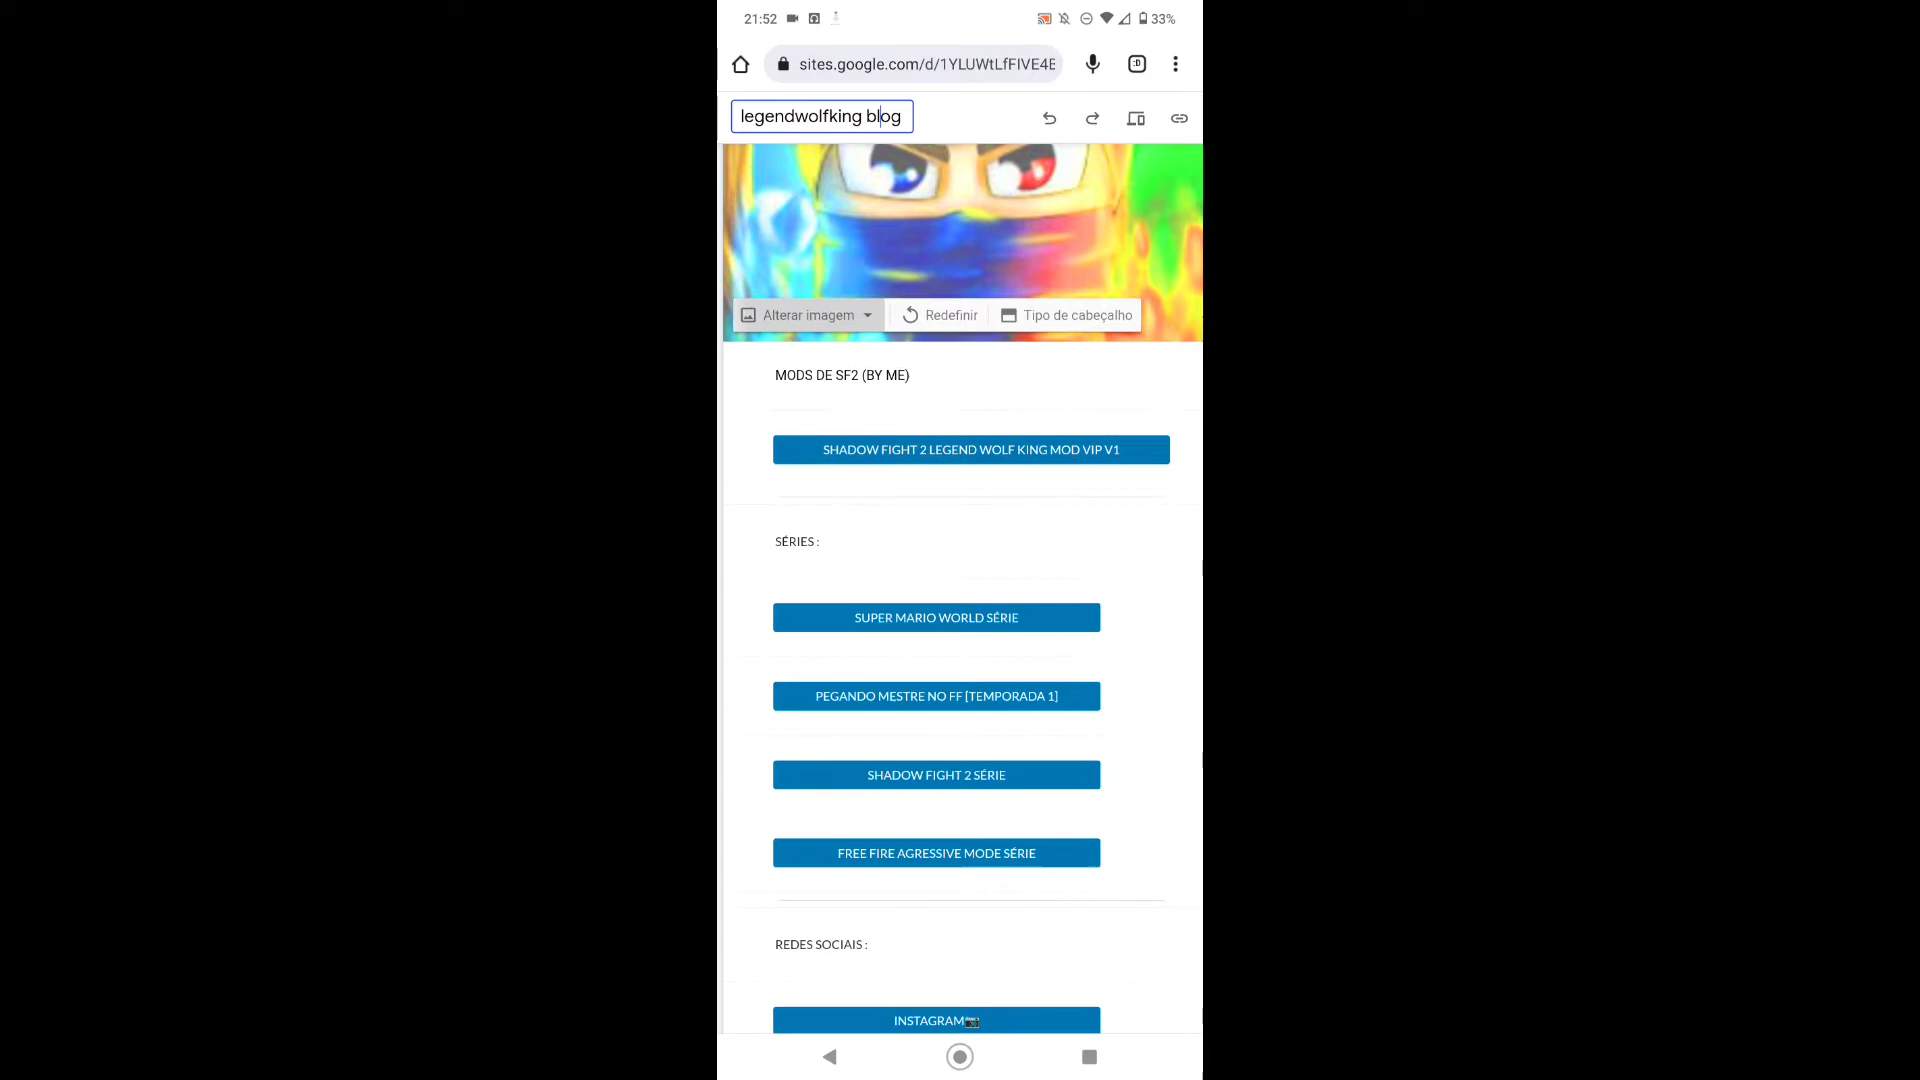 21:52
33%
sites.google.com/d/1YLUWtLfFIVE4E
legendwolfking blog
Alterar imagem
Redefinir
Tipo de cabeçalho
MODS DE SF2 (BY ME)
SHADOW FIGHT 2 LEGEND WOLF KING MOD VIP V1
SÉRIES :
SUPER MARIO WORLD SÉRIE
PEGANDO MESTRE NO FF [TEMPORADA 1]
SHADOW FIGHT 2 SÉRIE
FREE FIRE AGRESSIVE MODE SÉRIE
REDES SOCIAIS :
INSTAGRAM📷